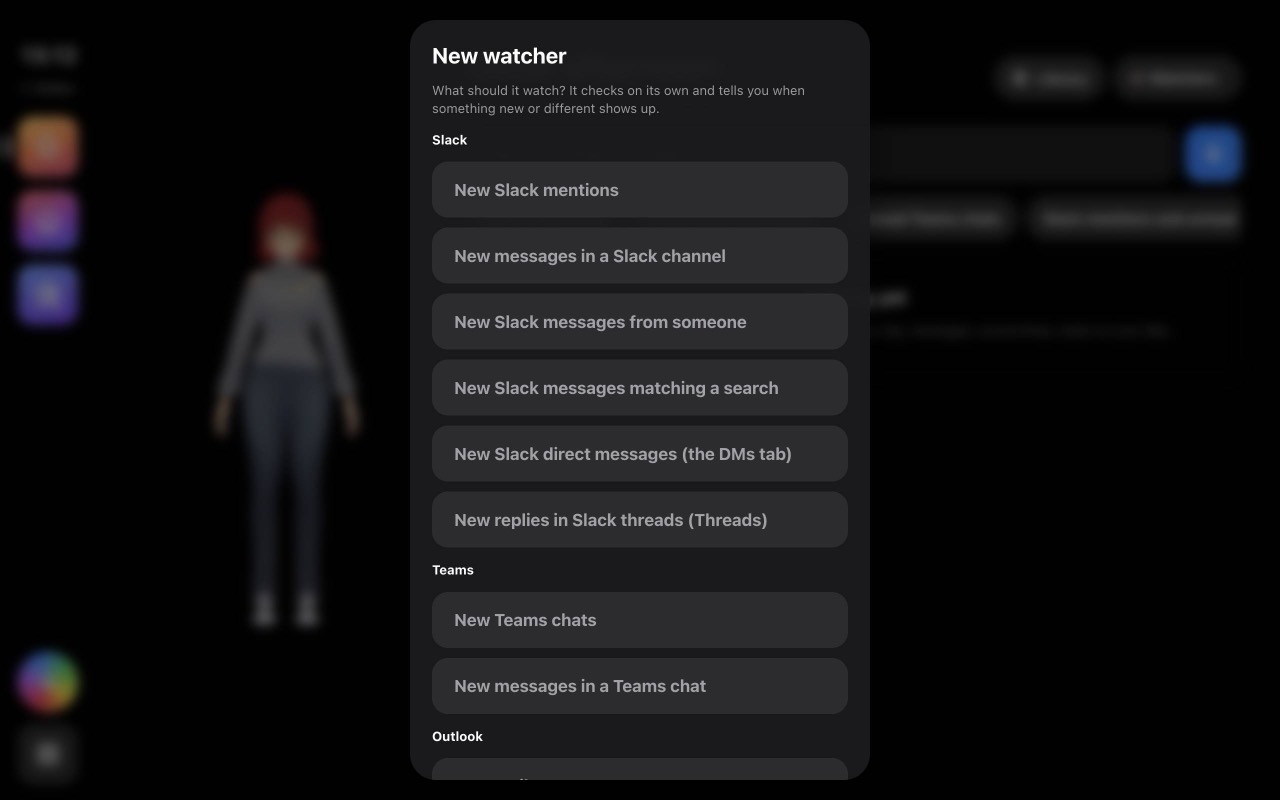 New watcher
What should it watch? It checks on its own and tells you when
something new or different shows up.
Slack
New Slack mentions
New messages in a Slack channel
New Slack messages from someone
New Slack messages matching a search
New Slack direct messages (the DMs tab)
New replies in Slack threads (Threads)
Teams
New Teams chats
New messages in a Teams chat
Outlook